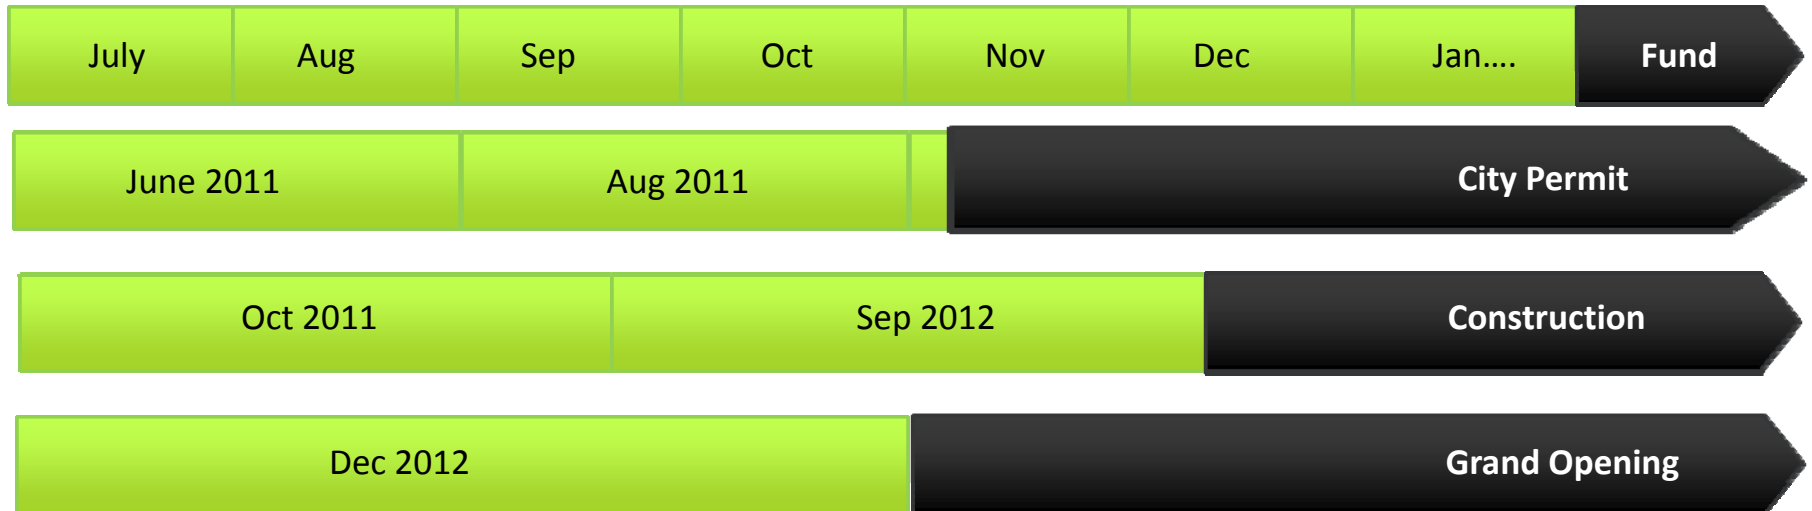 July Aug Sep Oct Nov Dec Jan.... Fund
June 2011 Aug 2011 City Permit
Oct 2011 Sep 2012 Construction
Dec 2012 Grand Opening